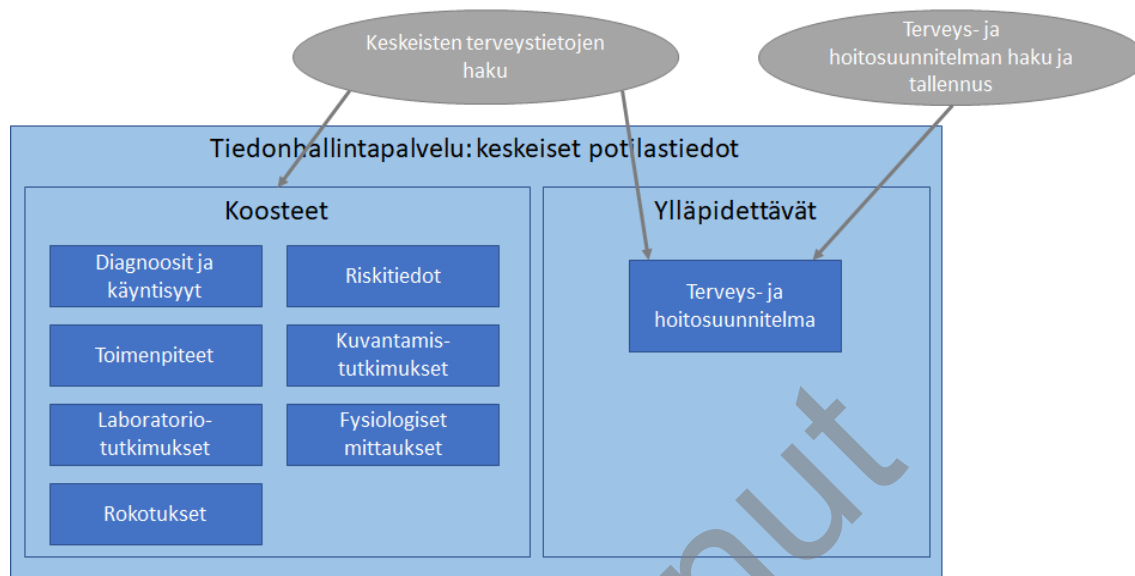 Keskeisten terveystietojen
haku
Terveys- ja
hoitosuunnitelman haku ja
tallennus
Tiedonhallintapalvelu: keskeiset potilastiedot
Koosteet
Diagnoosit ja
käyntisyyt
Riskitiedot
Toimenpiteet
Kuvantamis-
tutkimukset
Laboratorio-
tutkimukset
Fysiologiset
mittaukset
Rokotukset
Ylläpidettävät
Terveys- ja
hoitosuunnitelma
nut